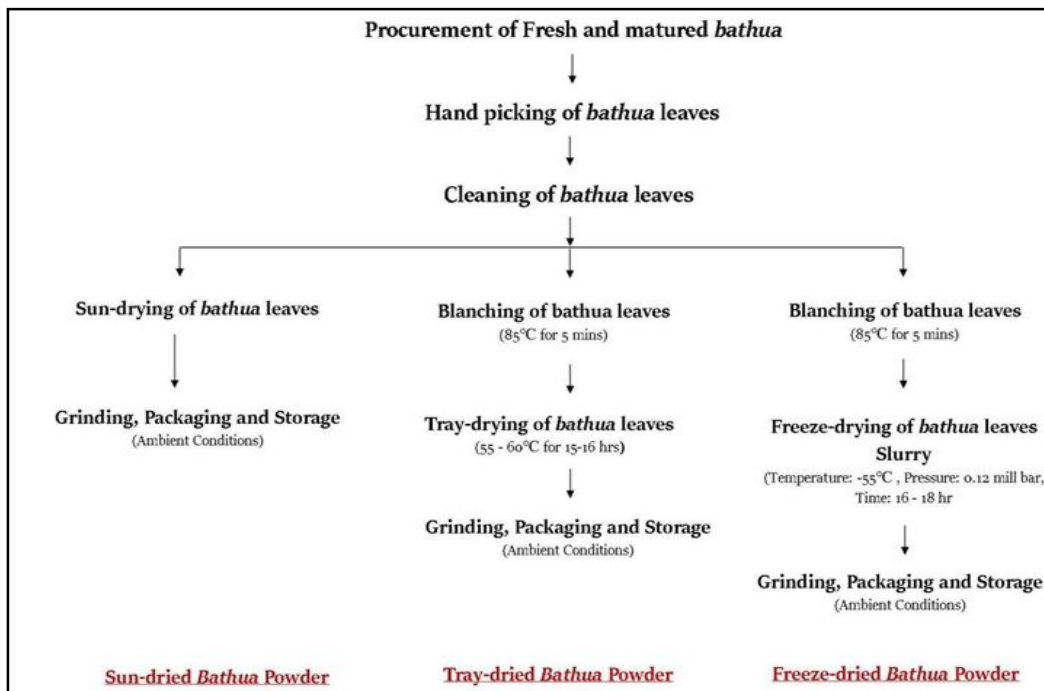 Procurement of Fresh and matured bathua
Hand picking of bathua leaves
Cleaning of bathua leaves
Sun-drying of bathua leaves
Grinding, Packaging and Storage
(Ambient Conditions)
Sun-dried Bathua Powder
Blanching of bathua leaves
(85°C for 5 mins)
Tray-drying of bathua leaves
(55 - 60°C for 15-16 hrs)
Grinding, Packaging and Storage
(Ambient Conditions)
Tray-dried Bathua Powder
Blanching of bathua leaves
(85°C for 5 mins)
Freeze-drying of bathua leaves
Slurry
(Temperature: -55°C , Pressure: 0.12 mill bar,
Time: 16 - 18 hr
Grinding, Packaging and Storage
(Ambient Conditions)
Freeze-dried Bathua Powder